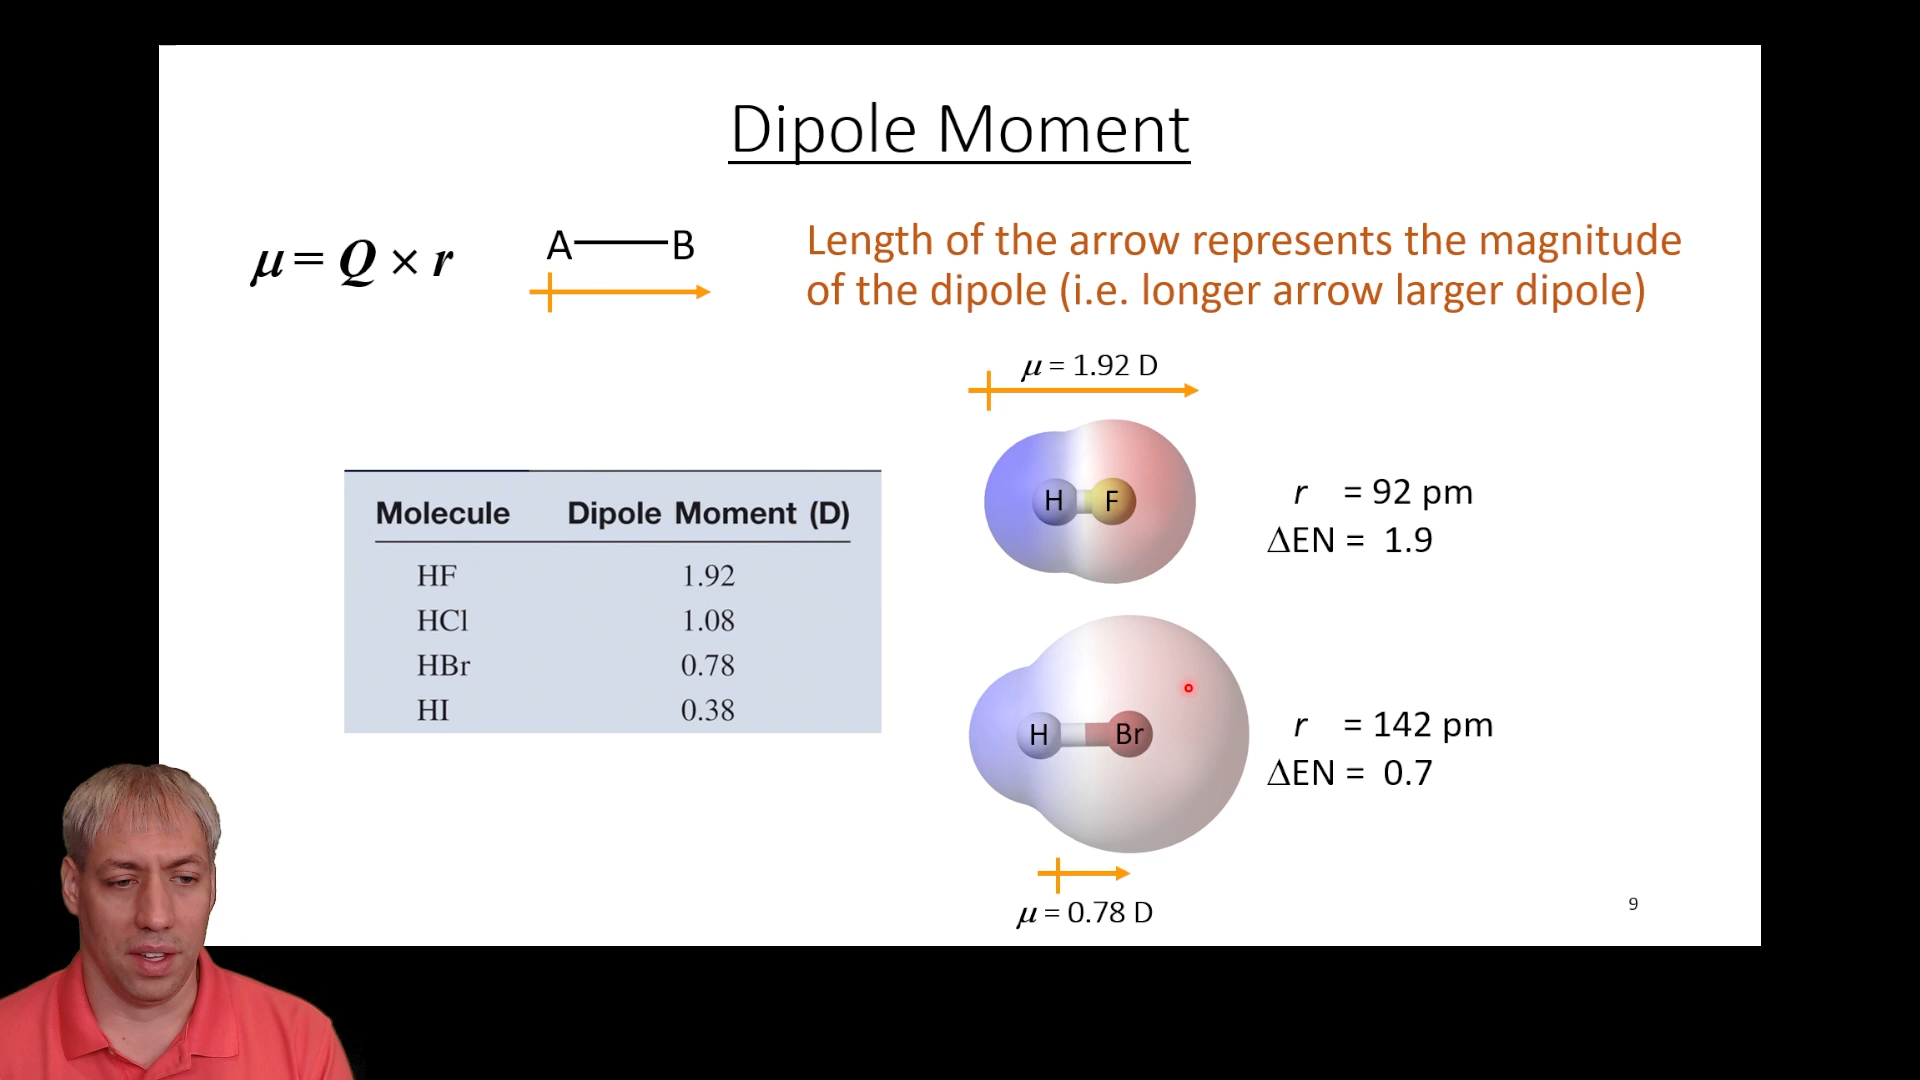 Dipole Moment
μ = Q × r
A B
Length of the arrow represents the magnitude
of the dipole (i.e. longer arrow larger dipole)
μ = 1.92 D
H F
r = 92 pm
ΔEN = 1.9
Molecule Dipole Moment (D)
HF 1.92
HCl 1.08
HBr 0.78
HI 0.38
H Br
r = 142 pm
ΔEN = 0.7
μ = 0.78 D
9